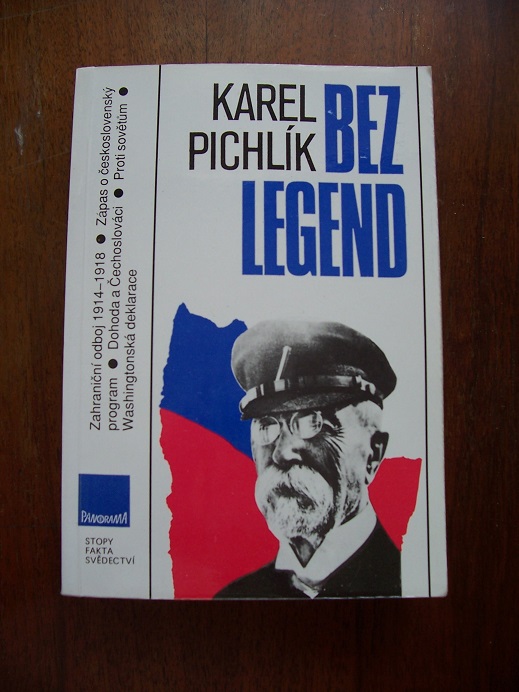 KAREL
PICHLÍK
BEZ
LEGEND
Zahraniční odboj 1914–1918 ● Zápas o československý
program ● Dohoda a Čechoslováci ● Proti sovětům ●
Washingtonská deklarace
PANORAMA
STOPY
FAKTA
SVĚDECTVÍ